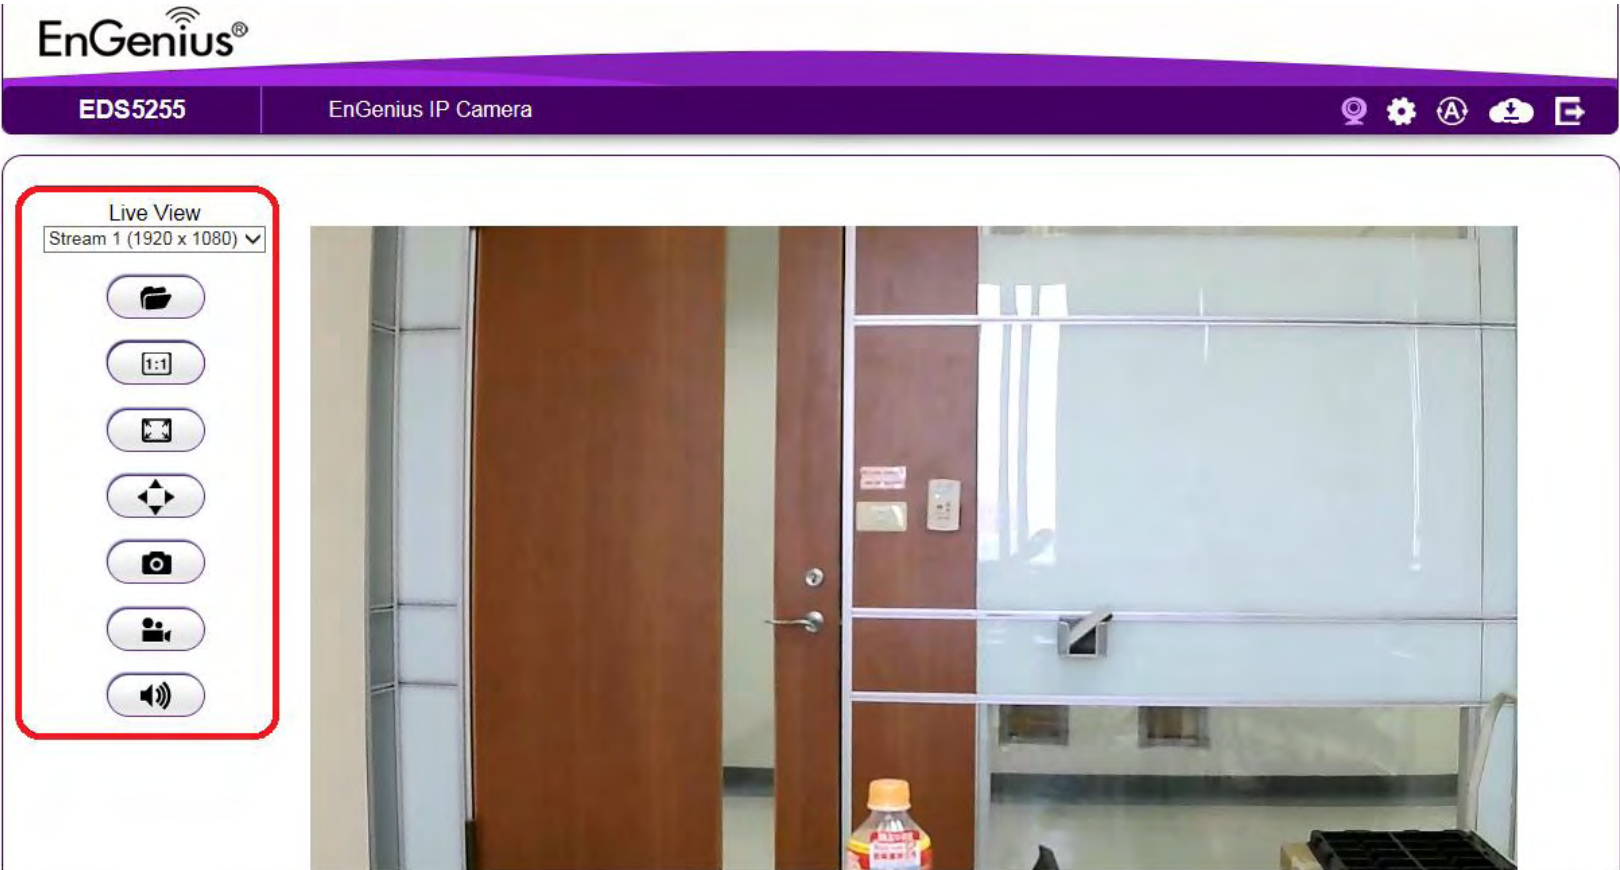 EnGenius®
EDS5255
EnGenius IP Camera
A
Live View
Stream 1 (1920 x 1080)
1:1